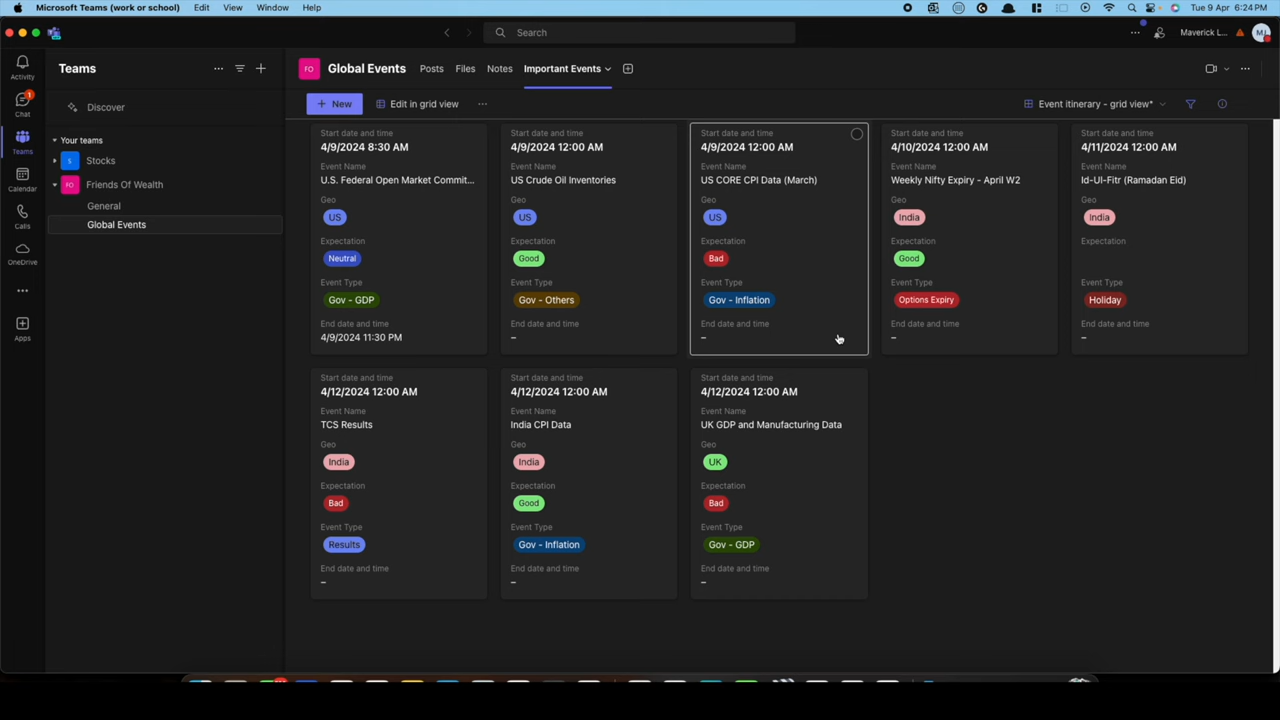 Microsoft Teams (work or school) Edit View Window Help Tue 9 Apr 6:24 PM
Search Maverick L... MJ
Activity
Chat
1
Teams
Calendar
Calls
OneDrive
Apps
Teams
Discover
Your teams
S Stocks
FO Friends Of Wealth
General
Global Events
FO Global Events Posts Files Notes Important Events
+ New Edit in grid view ... Event itinerary - grid view*
Start date and time
4/9/2024 8:30 AM
Event Name
U.S. Federal Open Market Commit...
Geo
US
Expectation
Neutral
Event Type
Gov - GDP
End date and time
4/9/2024 11:30 PM
Start date and time
4/9/2024 12:00 AM
Event Name
US Crude Oil Inventories
Geo
US
Expectation
Good
Event Type
Gov - Others
End date and time
–
Start date and time
4/9/2024 12:00 AM
Event Name
US CORE CPI Data (March)
Geo
US
Expectation
Bad
Event Type
Gov - Inflation
End date and time
–
Start date and time
4/10/2024 12:00 AM
Event Name
Weekly Nifty Expiry - April W2
Geo
India
Expectation
Good
Event Type
Options Expiry
End date and time
–
Start date and time
4/11/2024 12:00 AM
Event Name
Id-Ul-Fitr (Ramadan Eid)
Geo
India
Expectation
Event Type
Holiday
End date and time
–
Start date and time
4/12/2024 12:00 AM
Event Name
TCS Results
Geo
India
Expectation
Bad
Event Type
Results
End date and time
–
Start date and time
4/12/2024 12:00 AM
Event Name
India CPI Data
Geo
India
Expectation
Good
Event Type
Gov - Inflation
End date and time
–
Start date and time
4/12/2024 12:00 AM
Event Name
UK GDP and Manufacturing Data
Geo
UK
Expectation
Bad
Event Type
Gov - GDP
End date and time
–